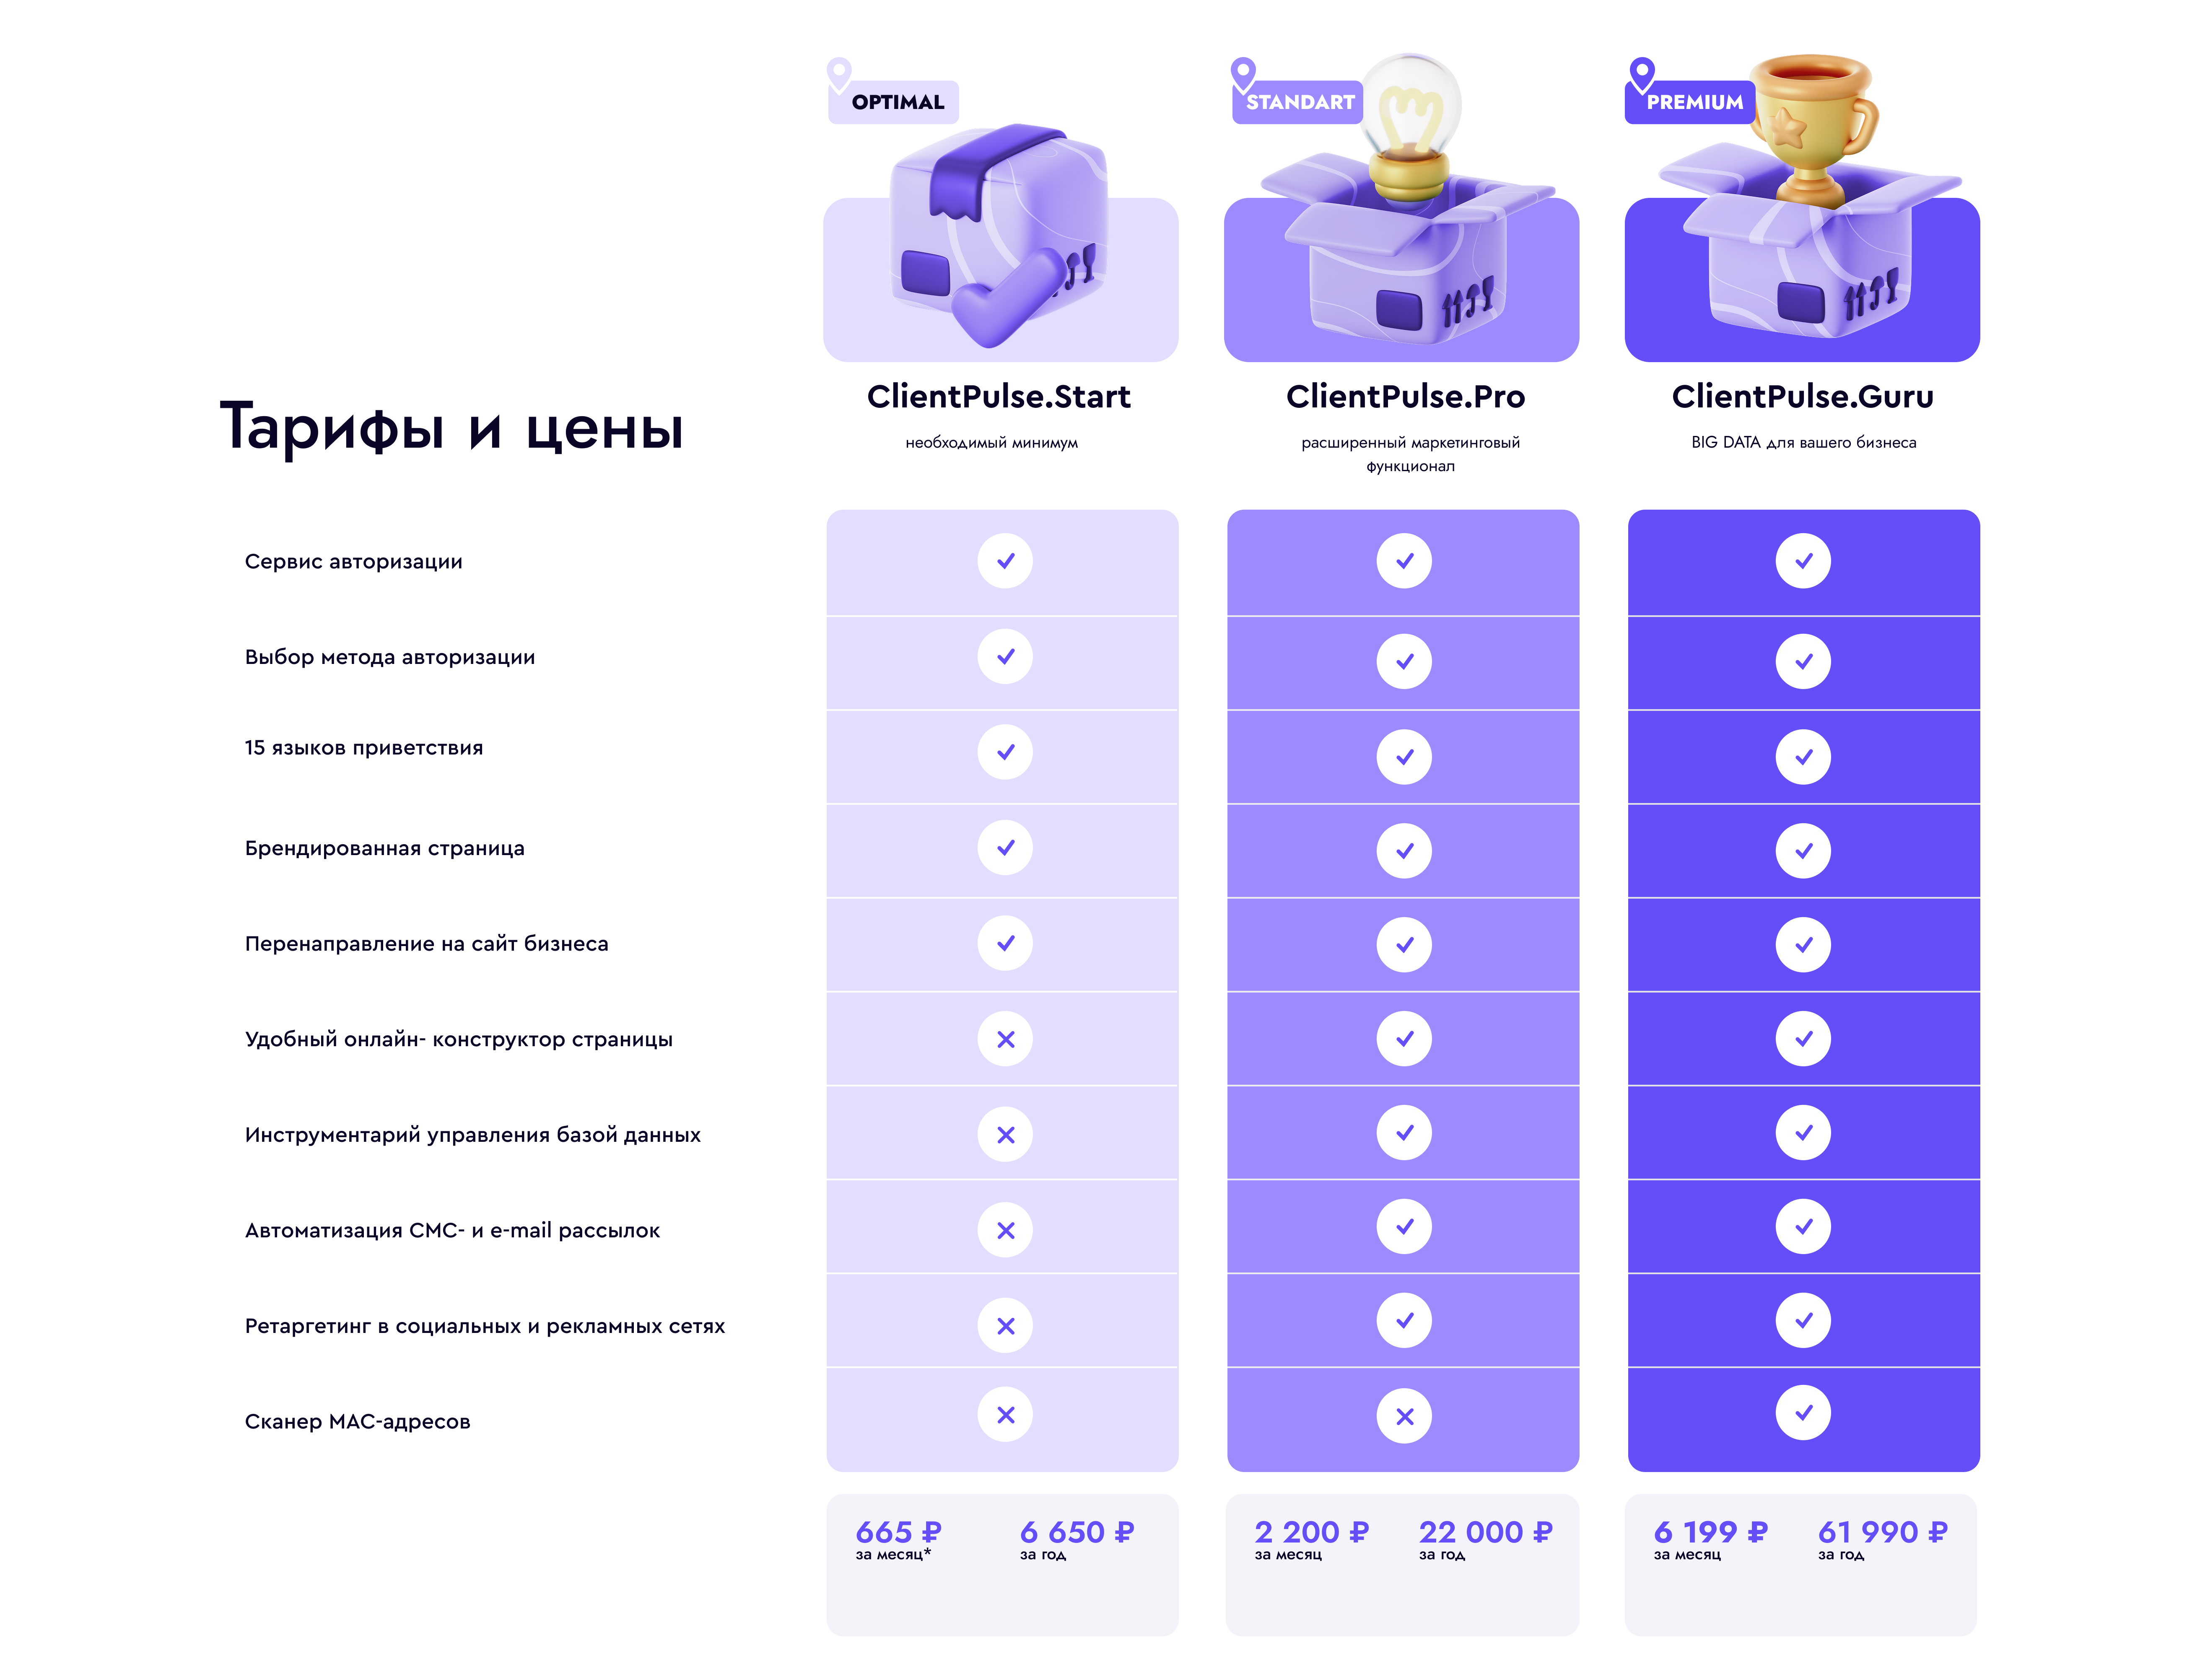 OPTIMAL
STANDART
PREMIUM
Тарифы и цены
ClientPulse.Start
необходимый минимум
ClientPulse.Pro
расширенный маркетинговый
функционал
ClientPulse.Guru
BIG DATA для вашего бизнеса
Сервис авторизации
Выбор метода авторизации
15 языков приветствия
Брендированная страница
Перенаправление на сайт бизнеса
Удобный онлайн- конструктор страницы
Инструментарий управления базой данных
Автоматизация СМС- и e-mail рассылок
Ретаргетинг в социальных и рекламных сетях
Сканер MAC-адресов
665 ₽
за месяц*
6 650 ₽
за год
2 200 ₽
за месяц
22 000 ₽
за год
6 199 ₽
за месяц
61 990 ₽
за год